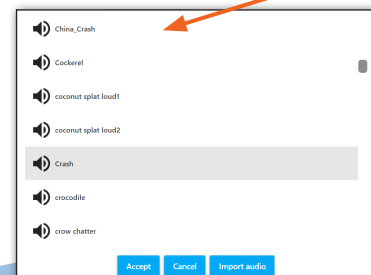 China_Crash
Cockerel
coconut splat loud1
coconut splat loud2
Crash
crocodile
crow chatter
Accept Cancel Import audio